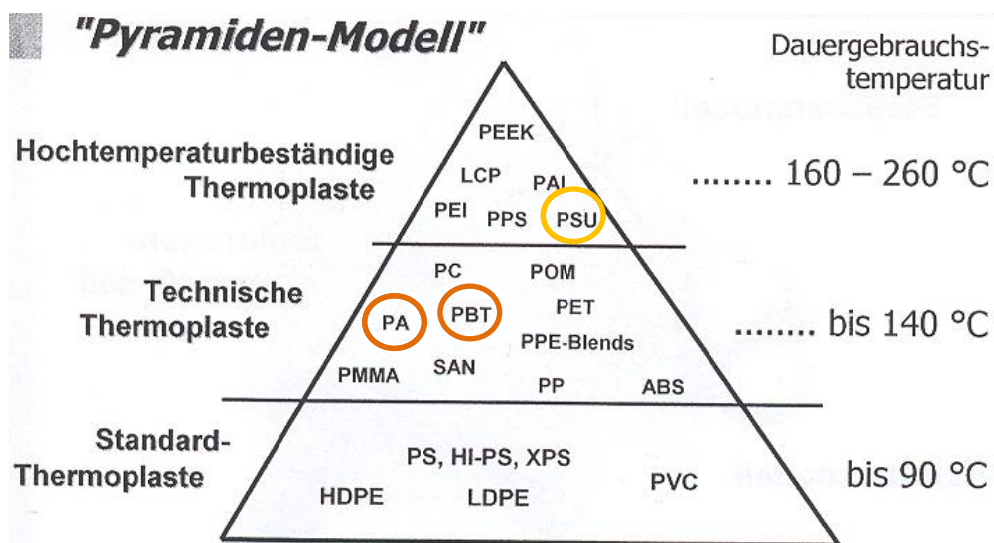 "Pyramiden-Modell"
Dauergebrauchs-
temperatur
PEEK
Hochtemperaturbeständige
Thermoplaste
LCP PAI
........ 160 – 260 °C
PEI PPS PSU
PC POM
Technische
Thermoplaste
PA PBT PET
........ bis 140 °C
PPE-Blends
PMMA SAN PP ABS
Standard-
Thermoplaste
PS, HI-PS, XPS
HDPE LDPE PVC
bis 90 °C